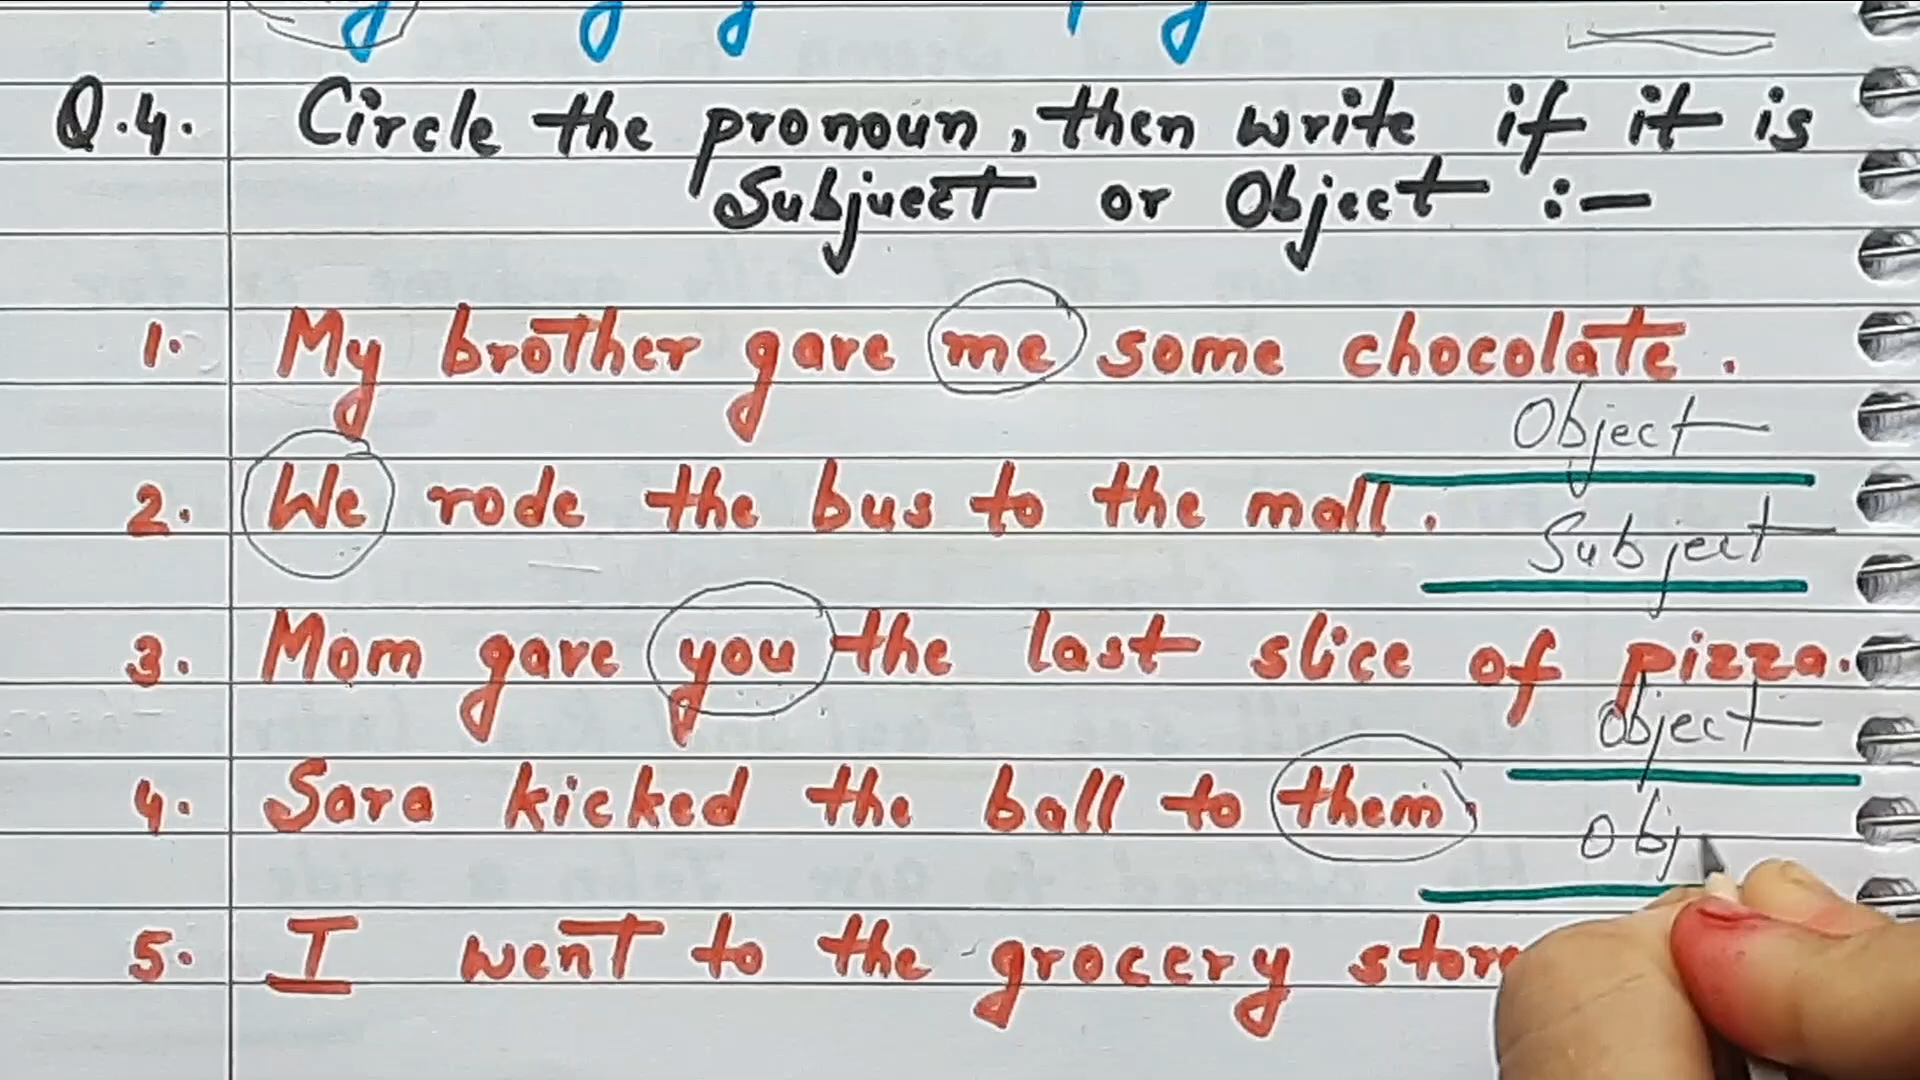 Q.4. Circle the pronoun, then write if it is
Subjuect or Object :-
1. My brother gave me some chocolate.
Object
2. We rode the bus to the mall.
Subject
3. Mom gave you the last slice of pizza.
Object
4. Sara kicked the ball to them.
Obj
5. I went to the grocery store